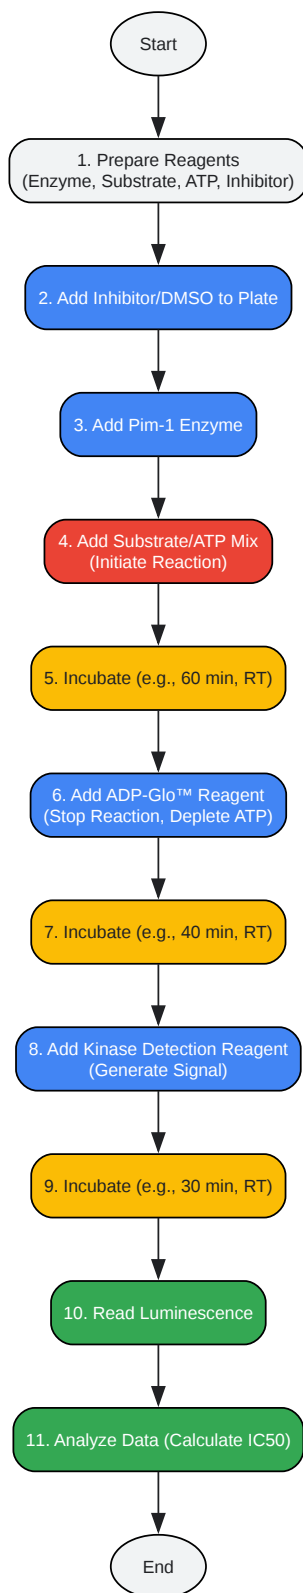 Start
1. Prepare Reagents
(Enzyme, Substrate, ATP, Inhibitor)
2. Add Inhibitor/DMSO to Plate
3. Add Pim-1 Enzyme
4. Add Substrate/ATP Mix
(Initiate Reaction)
5. Incubate (e.g., 60 min, RT)
6. Add ADP-Glo™ Reagent
(Stop Reaction, Deplete ATP)
7. Incubate (e.g., 40 min, RT)
8. Add Kinase Detection Reagent
(Generate Signal)
9. Incubate (e.g., 30 min, RT)
10. Read Luminescence
11. Analyze Data (Calculate IC50)
End